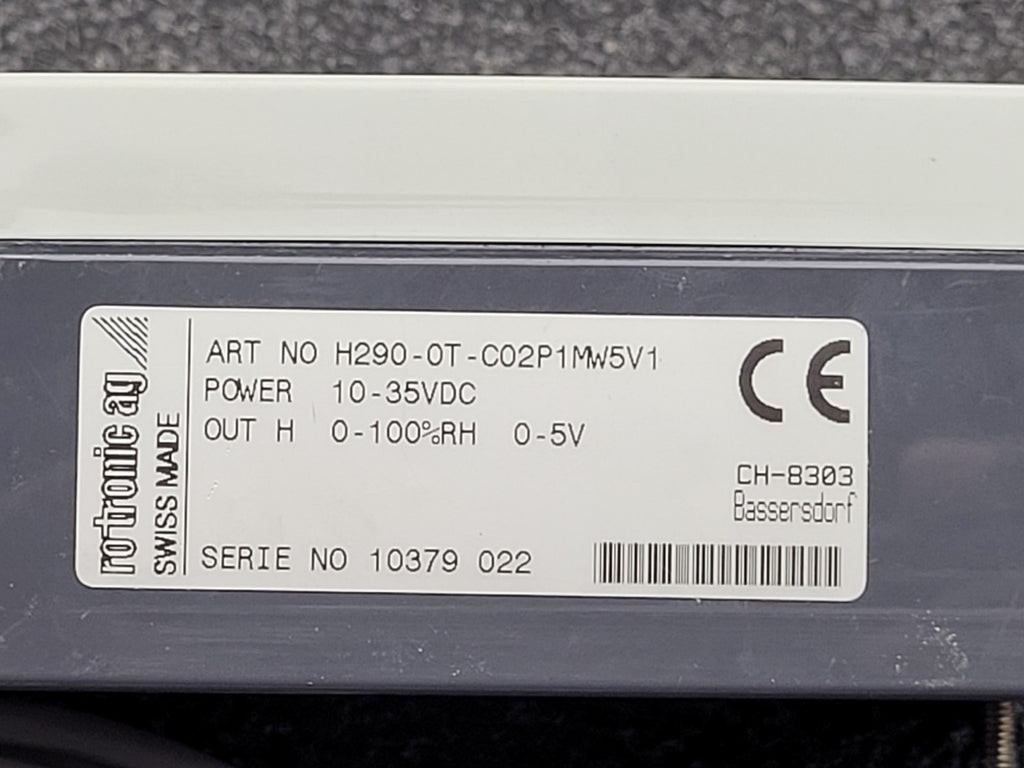 rotronic ag
SWISS MADE
ART NO H290-0T-C02P1MW5V1
POWER 10-35VDC
OUT H 0-100%RH 0-5V
SERIE NO 10379 022
CE
CH-8303
Bassersdorf